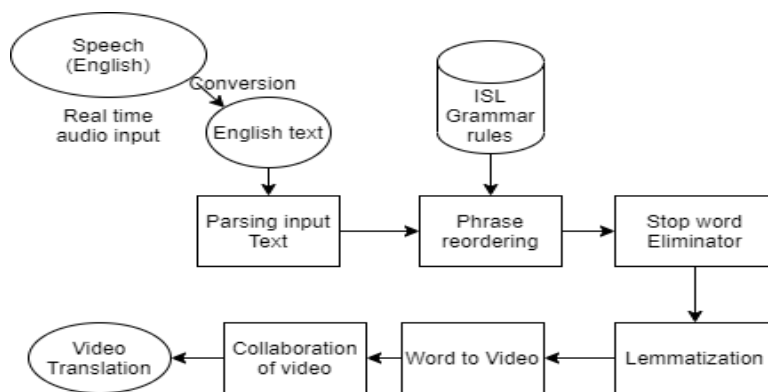 Speech
(English)
Conversion
Real time
audio input
English text
ISL
Grammar
rules
Parsing input
Text
Phrase
reordering
Stop word
Eliminator
Video
Translation
Collaboration
of video
Word to Video
Lemmatization